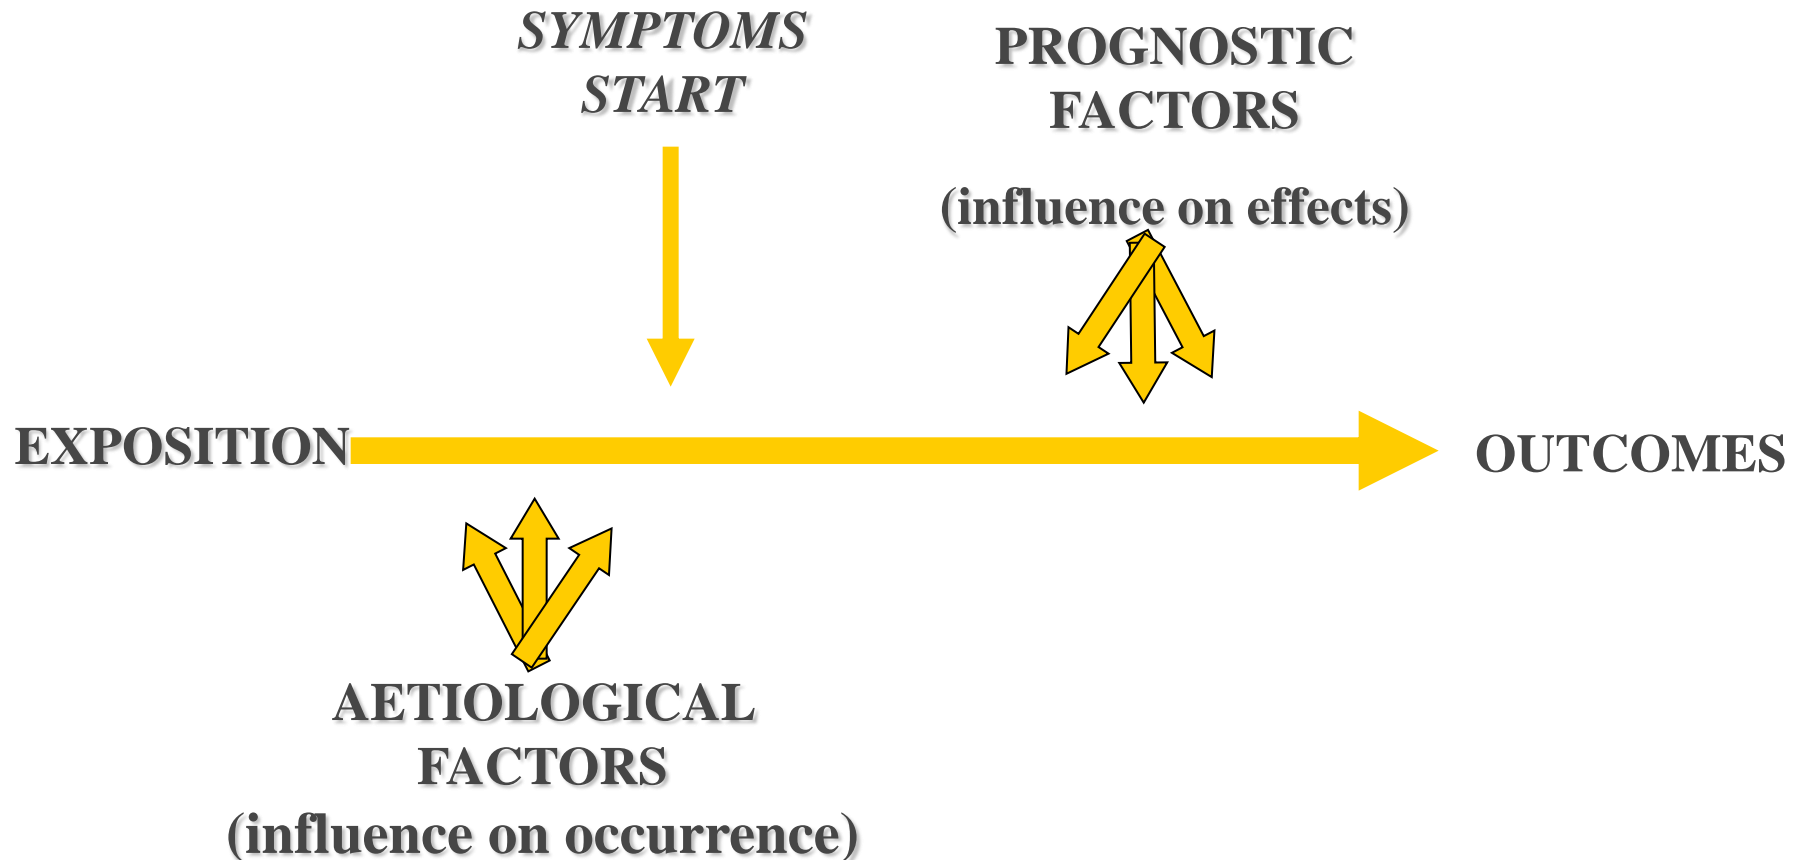 SYMPTOMS
START
PROGNOSTIC
FACTORS
(influence on effects)
EXPOSITION
OUTCOMES
AETIOLOGICAL
FACTORS
(influence on occurrence)